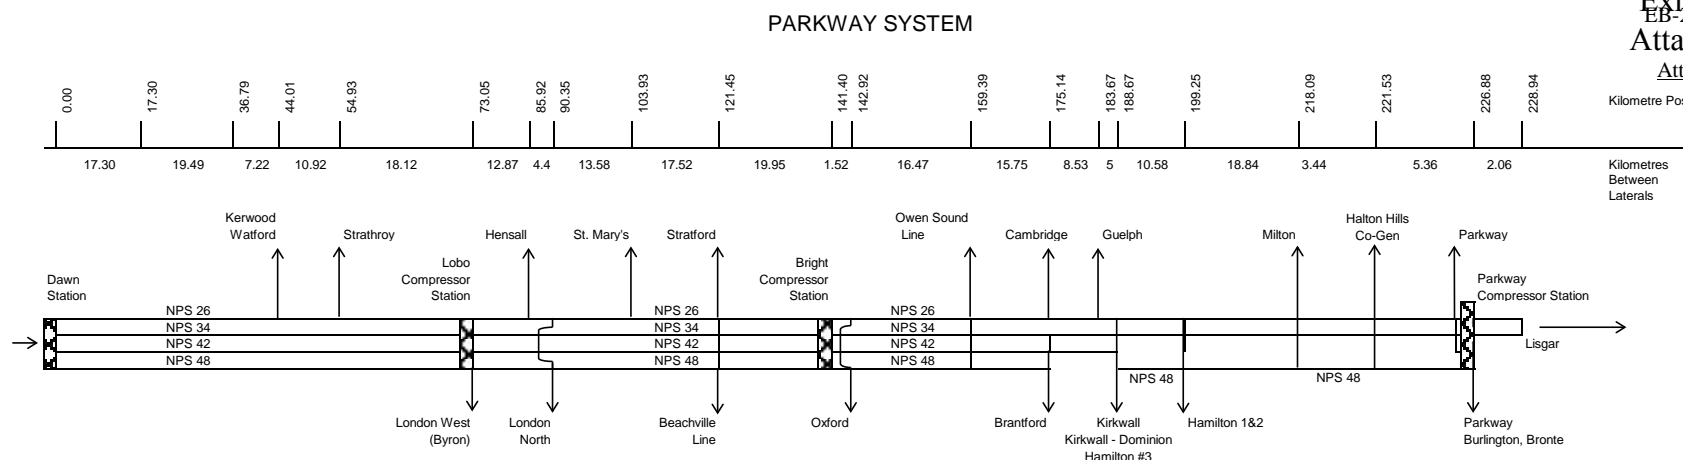 PARKWAY SYSTEM
Exhi
EB-2
Atta
Att
0.00
17.30
36.79
44.01
54.93
73.05
85.92
90.35
103.93
121.45
141.40
142.92
159.39
175.14
183.67
188.67
199.25
218.09
221.53
226.88
228.94
Kilometre Pos
17.30
19.49
7.22
10.92
18.12
12.87
4.4
13.58
17.52
19.95
1.52
16.47
15.75
8.53
5
10.58
18.84
3.44
5.36
2.06
Kilometres
Between
Laterals
Kerwood
Watford
Strathroy
Hensall
St. Mary's
Stratford
Owen Sound
Line
Cambridge
Guelph
Milton
Halton Hills
Co-Gen
Parkway
Dawn
Station
Lobo
Compressor
Station
Bright
Compressor
Station
Parkway
Compressor Station
NPS 26
NPS 34
NPS 42
NPS 48
NPS 26
NPS 34
NPS 42
NPS 48
NPS 26
NPS 34
NPS 42
NPS 48
NPS 48
NPS 48
Lisgar
London West
(Byron)
London
North
Beachville
Line
Oxford
Brantford
Kirkwall
Kirkwall - Dominion
Hamilton #3
Hamilton 1&2
Parkway
Burlington, Bronte